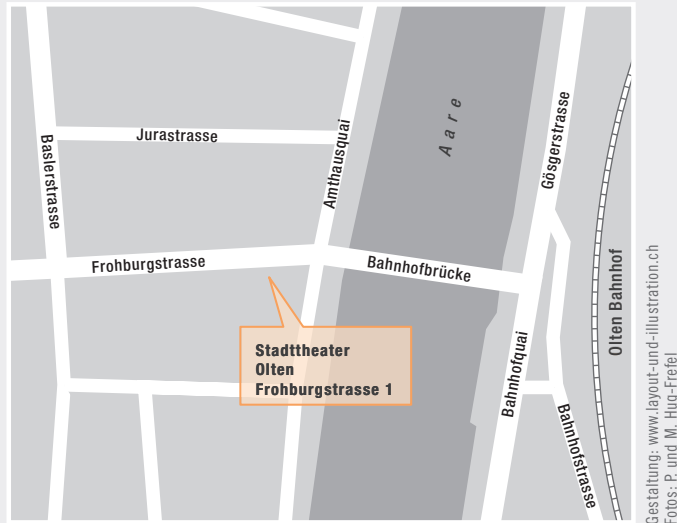 Aare
Jurastrasse
Baslerstrasse
Amthausquai
Gösgerstrasse
Frohburgstrasse
Bahnhofbrücke
Olten Bahnhof
Stadttheater
Olten
Frohburgstrasse 1
Bahnhofquai
Bahnhofstrasse
Gestaltung: www.layout-und-illustration.ch
Fotos: P. und M. Hug-Frefel